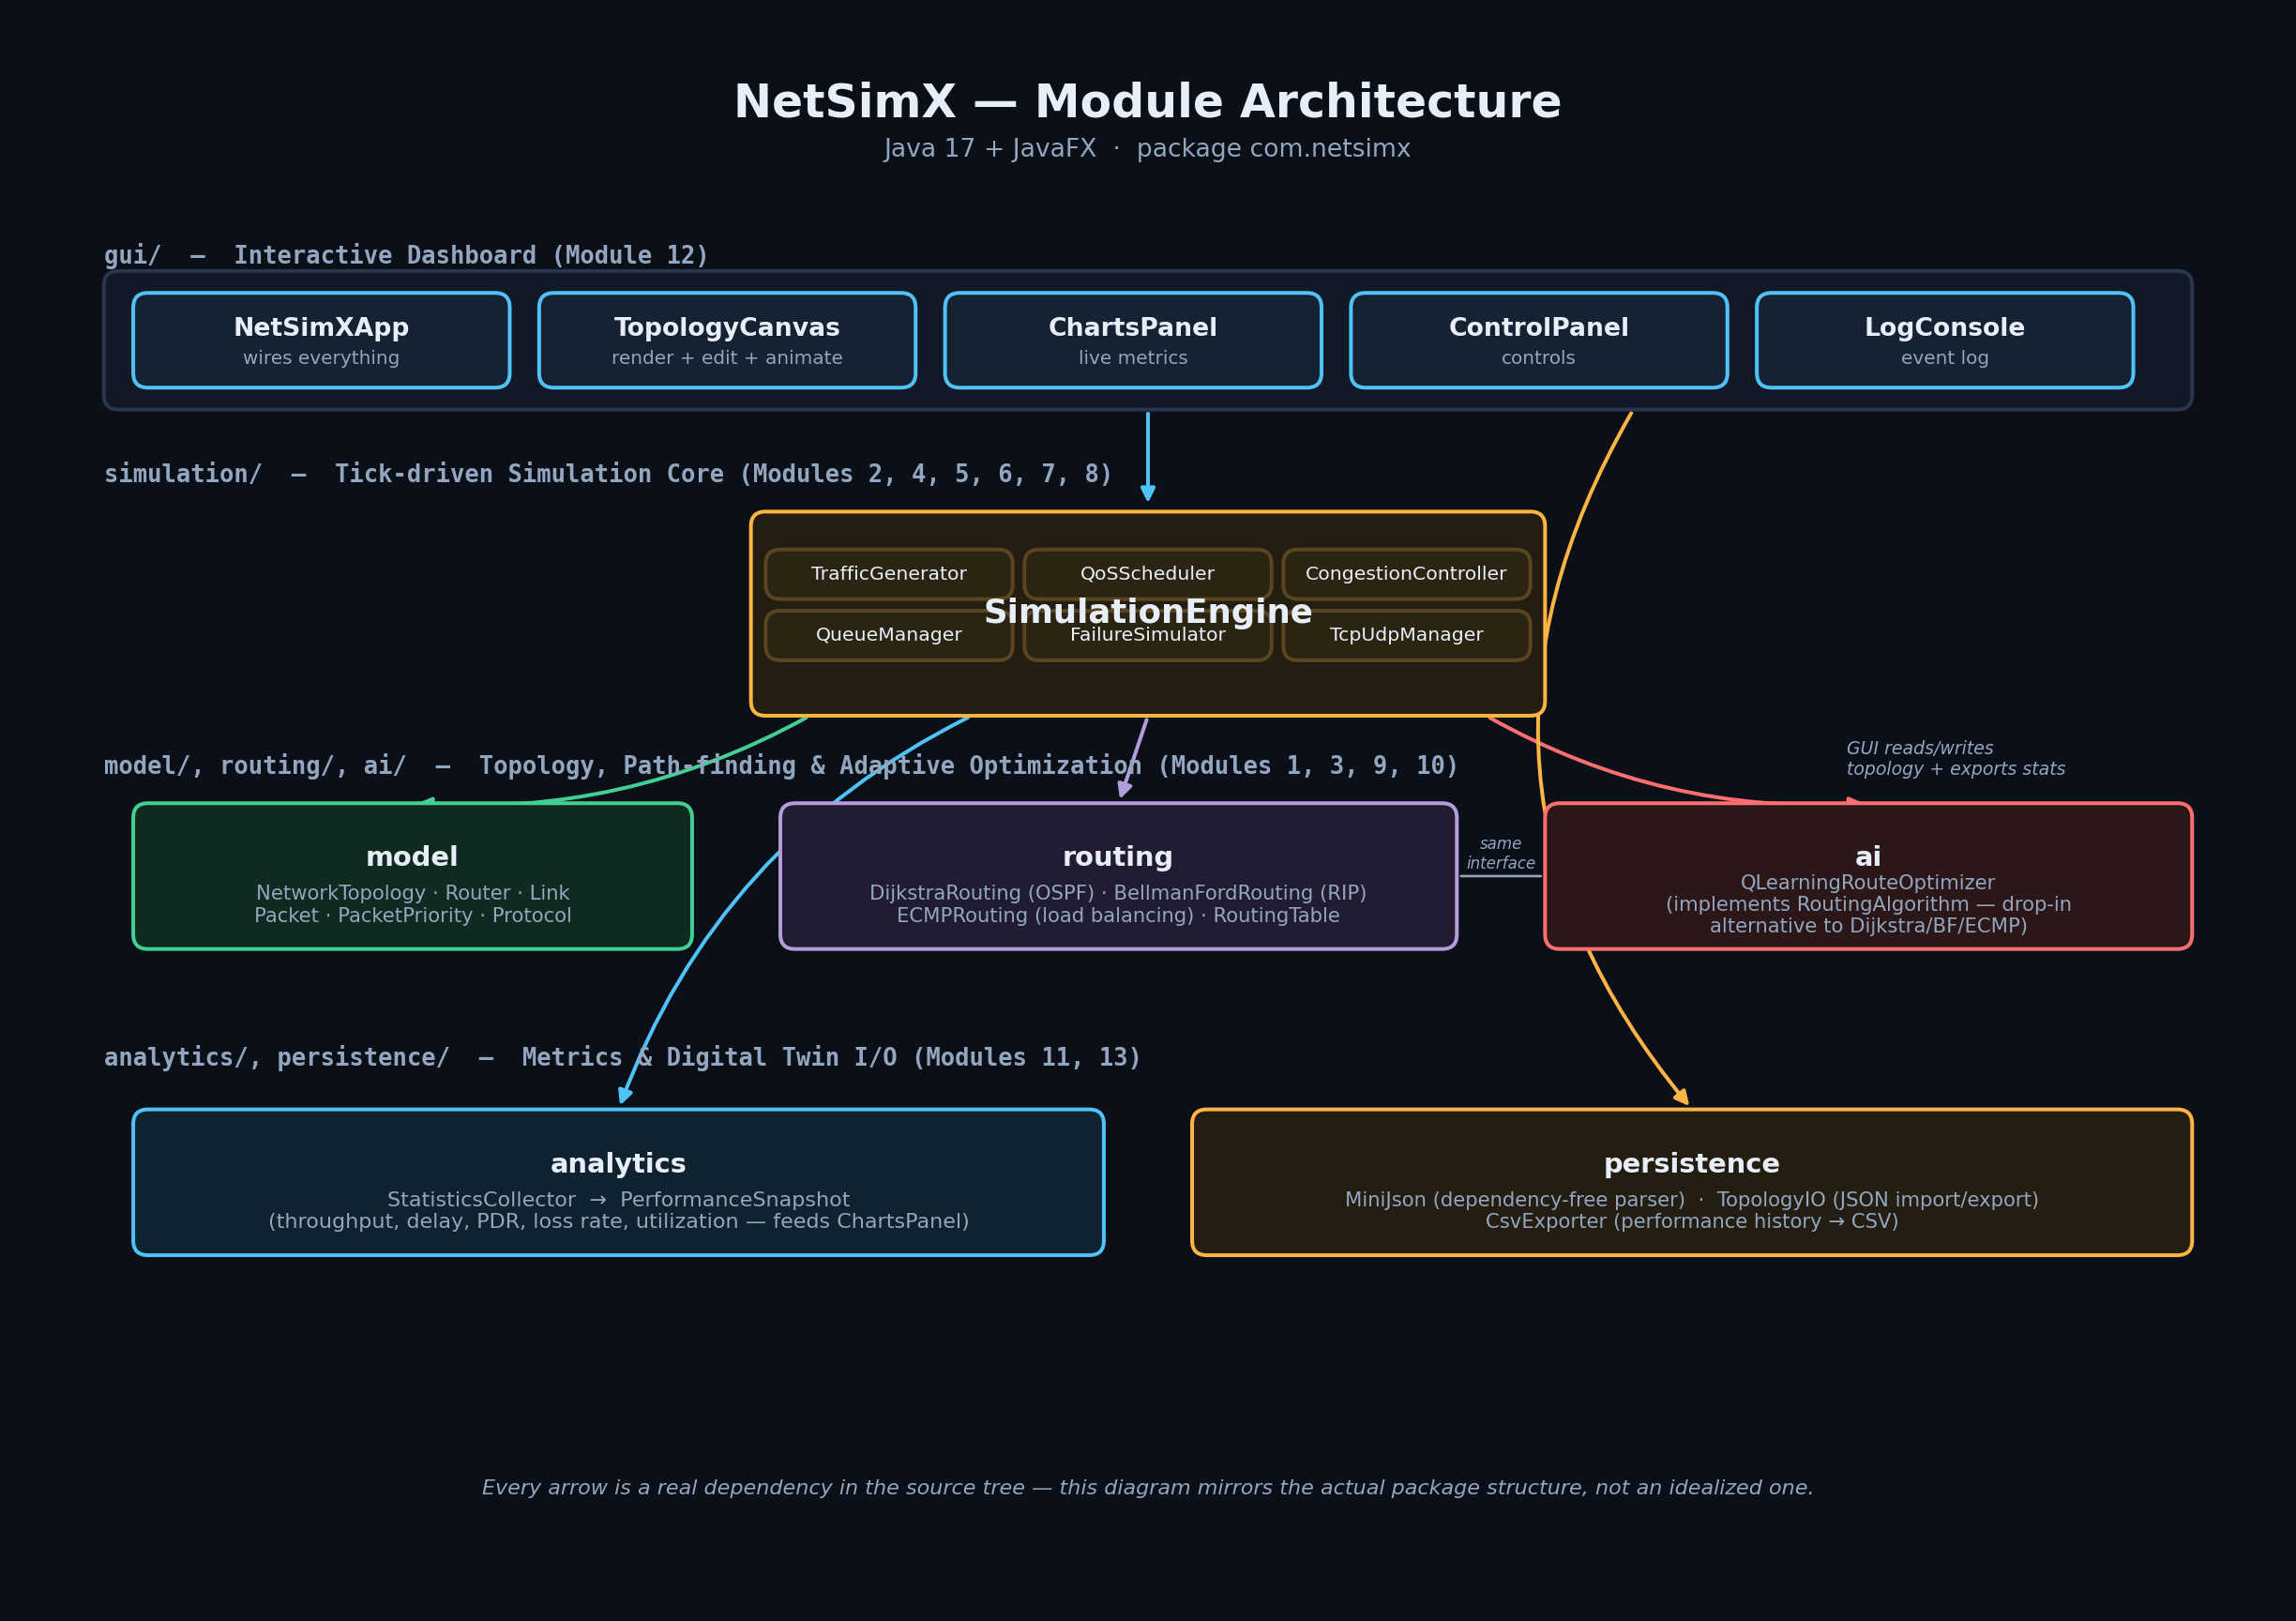 NetSimX — Module Architecture
Java 17 + JavaFX · package com.netsimx
gui/ — Interactive Dashboard (Module 12)
NetSimXApp
wires everything
TopologyCanvas
render + edit + animate
ChartsPanel
live metrics
ControlPanel
controls
LogConsole
event log
simulation/ — Tick-driven Simulation Core (Modules 2, 4, 5, 6, 7, 8)
TrafficGenerator
QoSScheduler
CongestionController
SimulationEngine
QueueManager
FailureSimulator
TcpUdpManager
model/, routing/, ai/ — Topology, Path-finding & Adaptive Optimization (Modules 1, 3, 9, 10)
GUI reads/writes
topology + exports stats
model
NetworkTopology · Router · Link
Packet · PacketPriority · Protocol
routing
DijkstraRouting (OSPF) · BellmanFordRouting (RIP)
ECMPRouting (load balancing) · RoutingTable
same
interface
ai
QLearningRouteOptimizer
(implements RoutingAlgorithm — drop-in
alternative to Dijkstra/BF/ECMP)
analytics/, persistence/ — Metrics & Digital Twin I/O (Modules 11, 13)
analytics
StatisticsCollector → PerformanceSnapshot
(throughput, delay, PDR, loss rate, utilization — feeds ChartsPanel)
persistence
MiniJson (dependency-free parser) · TopologyIO (JSON import/export)
CsvExporter (performance history → CSV)
Every arrow is a real dependency in the source tree — this diagram mirrors the actual package structure, not an idealized one.